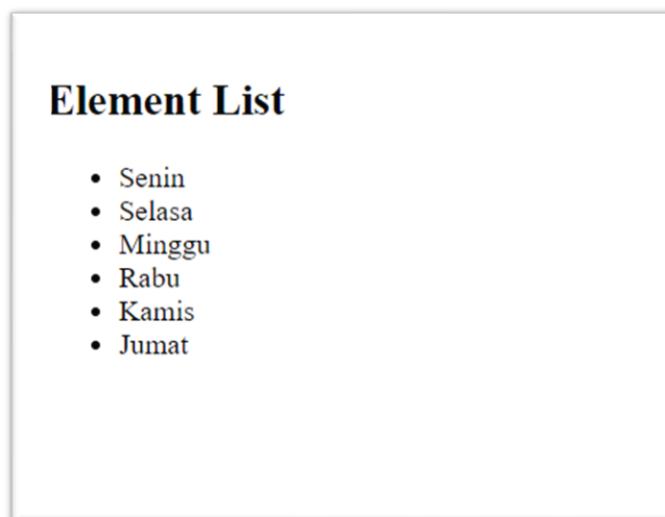 Element List
Senin
Selasa
Minggu
Rabu
Kamis
Jumat